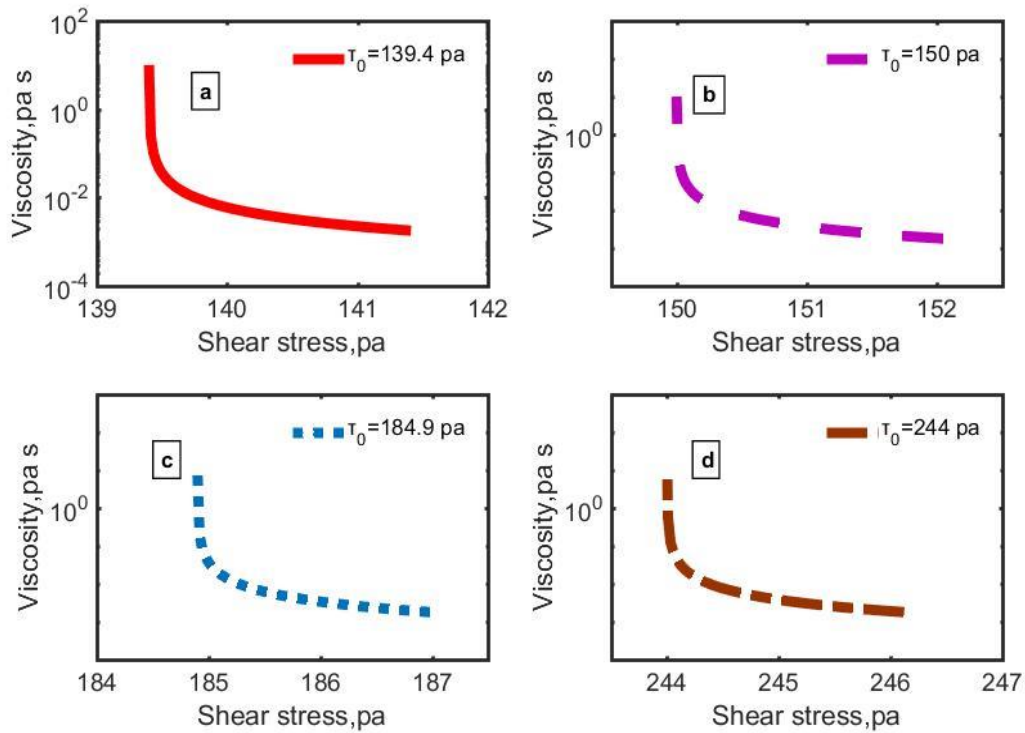 10²
10⁰
10⁻²
10⁻⁴
Viscosity,pa s
τ₀=139.4 pa
a
139 140 141 142
Shear stress,pa
10⁰
Viscosity,pa s
τ₀=150 pa
b
150 151 152
Shear stress,pa
10⁰
Viscosity,pa s
τ₀=184.9 pa
c
184 185 186 187
Shear stress,pa
10⁰
Viscosity,pa s
τ₀=244 pa
d
244 245 246 247
Shear stress,pa